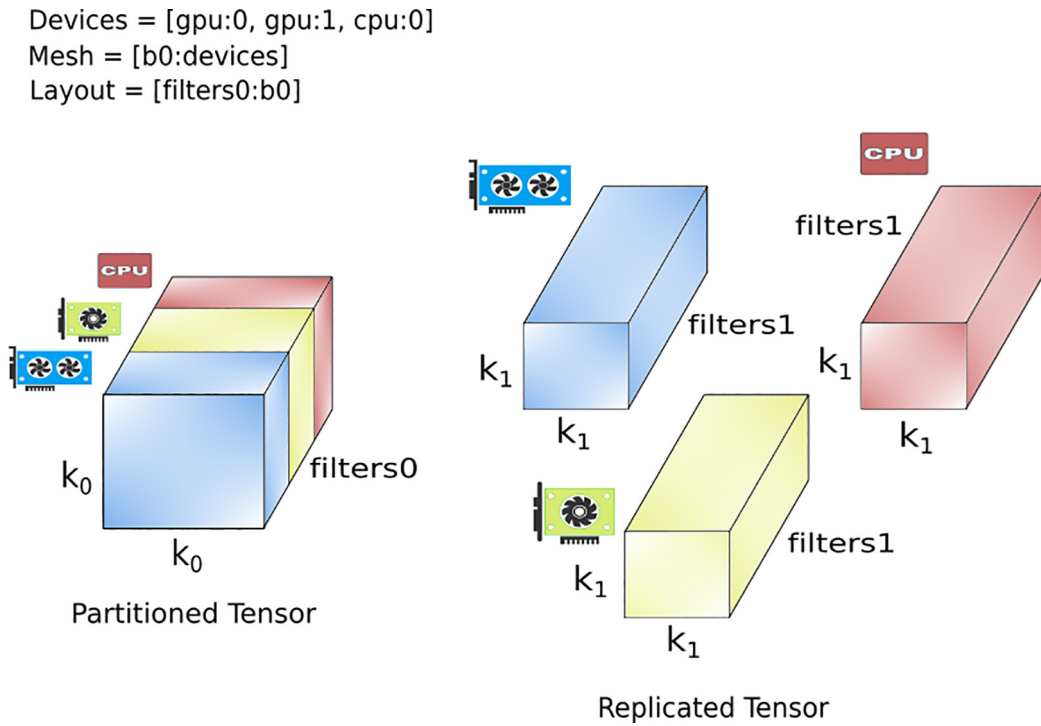 Devices = [gpu:0, gpu:1, cpu:0]
Mesh = [b0:devices]
Layout = [filters0:b0]
CPU
k₀
k₀
filters0
Partitioned Tensor
filters1
k₁
k₁
CPU
filters1
k₁
k₁
filters1
k₁
k₁
Replicated Tensor